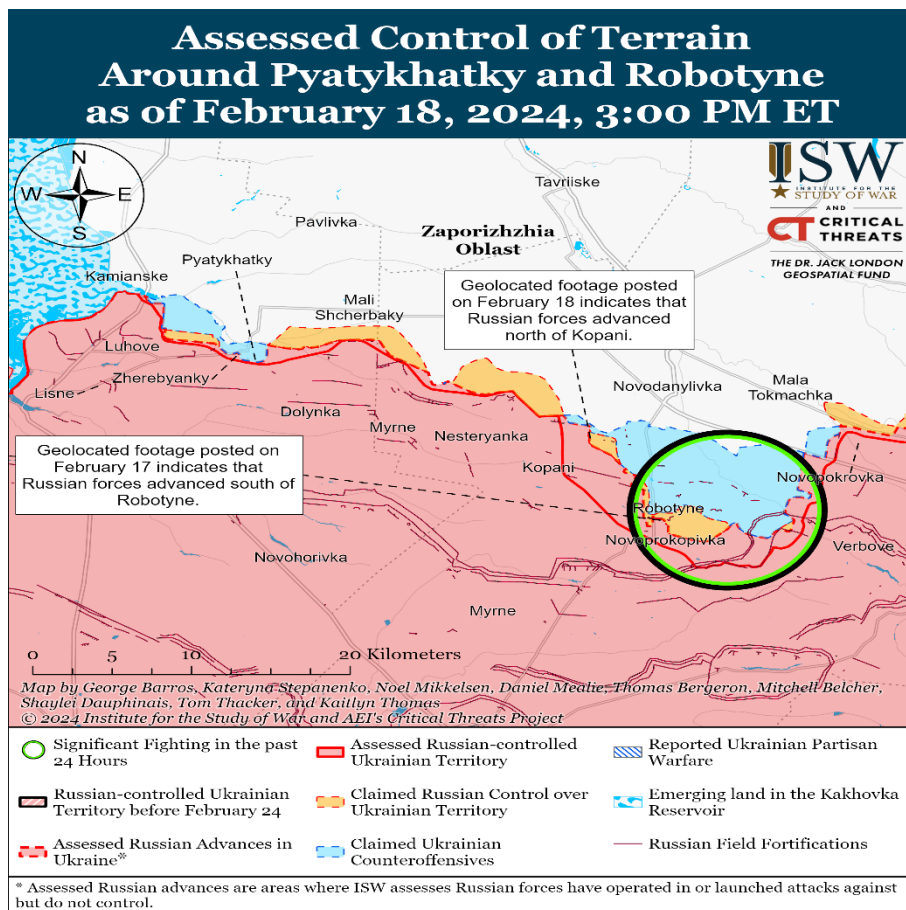 Assessed Control of Terrain
Around Pyatykhatky and Robotyne
as of February 18, 2024, 3:00 PM ET
N
W E
S
ISW
INSTITUTE FOR THE
STUDY OF WAR
AND
CT CRITICAL
THREATS
THE DR. JACK LONDON
GEOSPATIAL FUND
Tavriiske
Pavlivka
Zaporizhzhia
Oblast
Pyatykhatky
Kamianske
Geolocated footage posted
on February 18 indicates that
Russian forces advanced
north of Kopani.
Mali
Shcherbaky
Luhove
Zherebyanky
Lisne
Novodanylivka
Mala
Tokmachka
Dolynka
Myrne
Nesteryanka
Geolocated footage posted
on February 17 indicates that
Russian forces advanced south of
Robotyne.
Kopani
Novopokrovka
Robotyne
Novoprokopivka
Verbove
Novohorivka
Myrne
0 5 10 20 Kilometers
Map by George Barros, Kateryna Stepanenko, Noel Mikkelsen, Daniel Mealie, Thomas Bergeron, Mitchell Belcher,
Shaylei Dauphinais, Tom Thacker, and Kaitlyn Thomas
© 2024 Institute for the Study of War and AEI's Critical Threats Project
Significant Fighting in the past
24 Hours
Russian-controlled Ukrainian
Territory before February 24
Assessed Russian Advances in
Ukraine*
Assessed Russian-controlled
Ukrainian Territory
Claimed Russian Control over
Ukrainian Territory
Claimed Ukrainian
Counteroffensives
Reported Ukrainian Partisan
Warfare
Emerging land in the Kakhovka
Reservoir
Russian Field Fortifications
* Assessed Russian advances are areas where ISW assesses Russian forces have operated in or launched attacks against
but do not control.